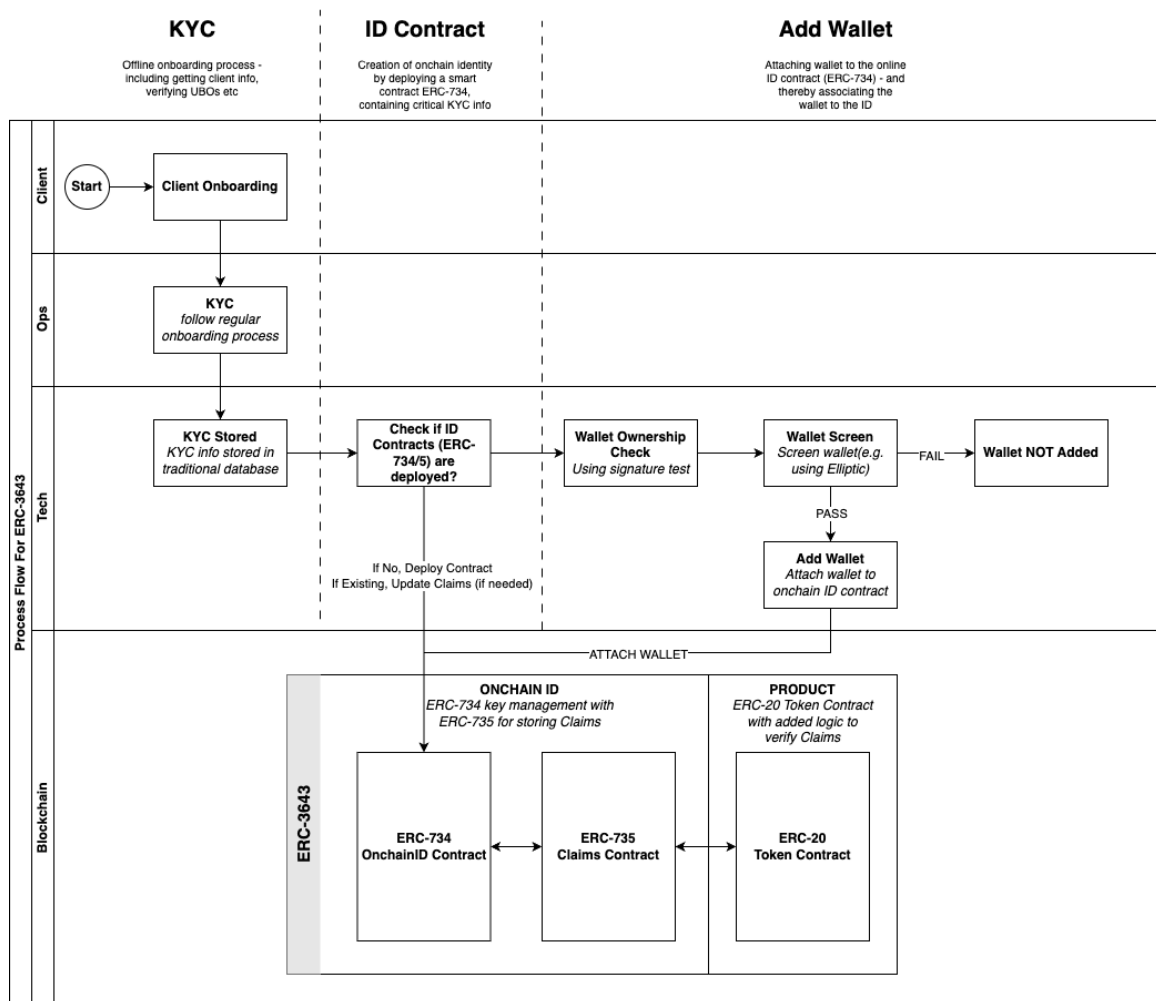 KYC
Offline onboarding process -
including getting client info,
verifying UBOs etc
ID Contract
Creation of onchain identity
by deploying a smart
contract ERC-734,
containing critical KYC info
Add Wallet
Attaching wallet to the online
ID contract (ERC-734) - and
thereby associating the
wallet to the ID
Process Flow For ERC-3643
Client
Start
Client Onboarding
Ops
KYC
follow regular
onboarding process
Tech
KYC Stored
KYC info stored in
traditional database
Check if ID
Contracts (ERC-
734/5) are
deployed?
Wallet Ownership
Check
Using signature test
Wallet Screen
Screen wallet(e.g.
using Elliptic)
FAIL
Wallet NOT Added
PASS
Add Wallet
Attach wallet to
onchain ID contract
If No, Deploy Contract
If Existing, Update Claims (if needed)
ATTACH WALLET
Blockchain
ERC-3643
ONCHAIN ID
ERC-734 key management with
ERC-735 for storing Claims
PRODUCT
ERC-20 Token Contract
with added logic to
verify Claims
ERC-734
OnchainID Contract
ERC-735
Claims Contract
ERC-20
Token Contract